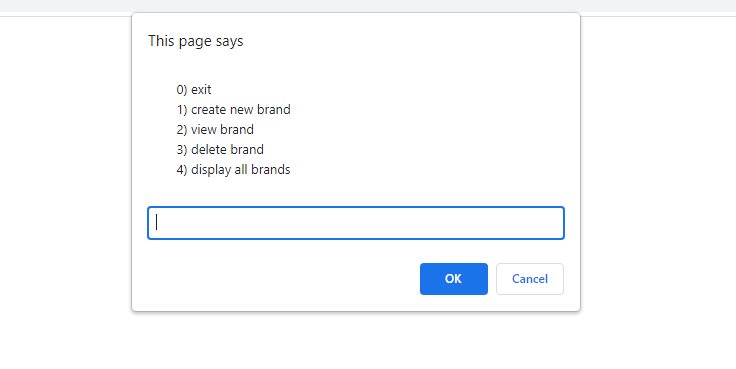 This page says
0) exit
1) create new brand
2) view brand
3) delete brand
4) display all brands
OK
Cancel